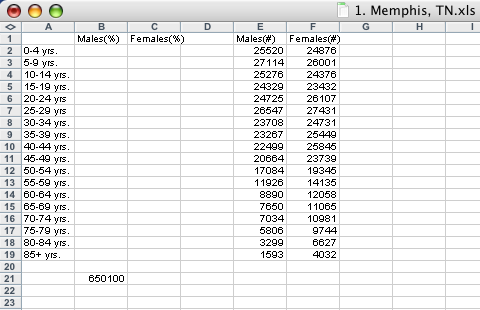 1. Memphis, TN.xls
<> A B C D E F G H I
1 Males(%) Females(%) Males(#) Females(#)
2 0-4 yrs. 25520 24876
3 5-9 yrs. 27114 26001
4 10-14 yrs. 25276 24376
5 15-19 yrs. 24329 23432
6 20-24 yrs 24725 26107
7 25-29 yrs. 26547 27431
8 30-34 yrs. 23708 24731
9 35-39 yrs. 23267 25449
10 40-44 yrs. 22499 25845
11 45-49 yrs. 20664 23739
12 50-54 yrs. 17084 19345
13 55-59 yrs. 11926 14135
14 60-64 yrs. 8890 12058
15 65-69 yrs. 7650 11065
16 70-74 yrs. 7034 10981
17 75-79 yrs. 5806 9744
18 80-84 yrs. 3299 6627
19 85+ yrs. 1593 4032
20
21 650100
22
23